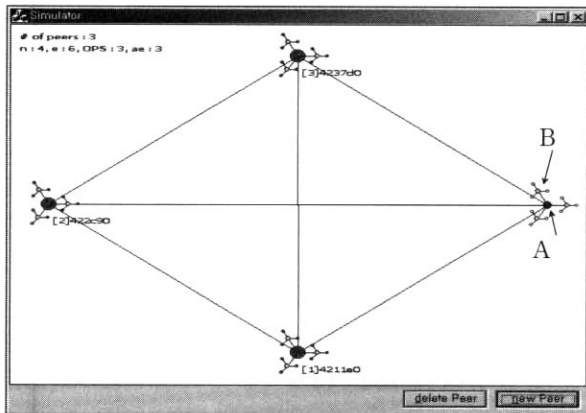 Simulator
# of peers : 3
n : 4, e : 6, OPS : 3, ae : 3
[3]4237d0
B
[2]422c90
A
[1]4211e0
delete Peer
new Peer